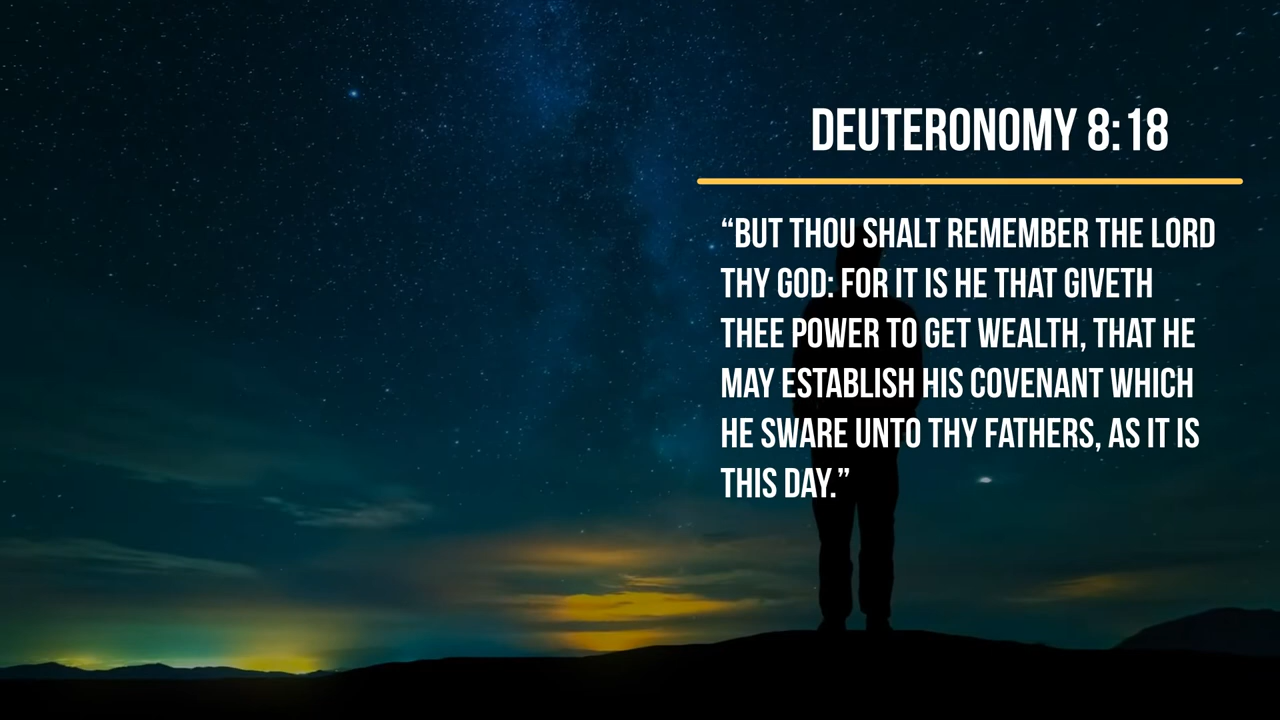 DEUTERONOMY 8:18
“BUT THOU SHALT REMEMBER THE LORD
THY GOD: FOR IT IS HE THAT GIVETH
THEE POWER TO GET WEALTH, THAT HE
MAY ESTABLISH HIS COVENANT WHICH
HE SWARE UNTO THY FATHERS, AS IT IS
THIS DAY.”